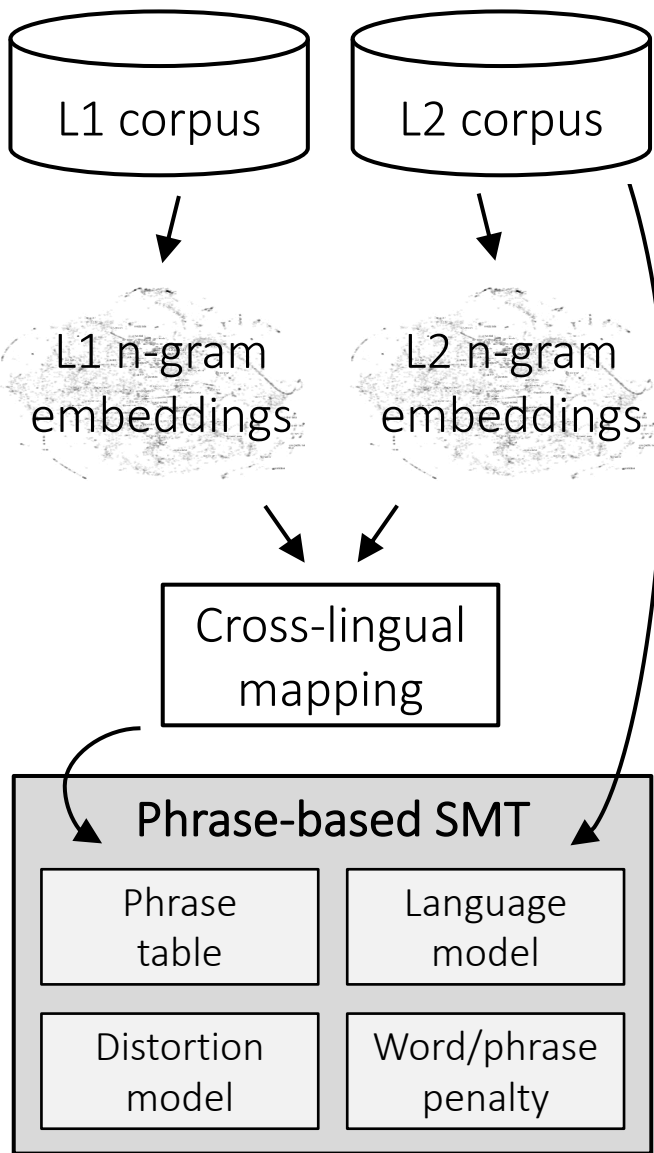 L1 corpus
L2 corpus
L1 n-gram
embeddings
L2 n-gram
embeddings
Cross-lingual
mapping
Phrase-based SMT
Phrase
table
Language
model
Distortion
model
Word/phrase
penalty